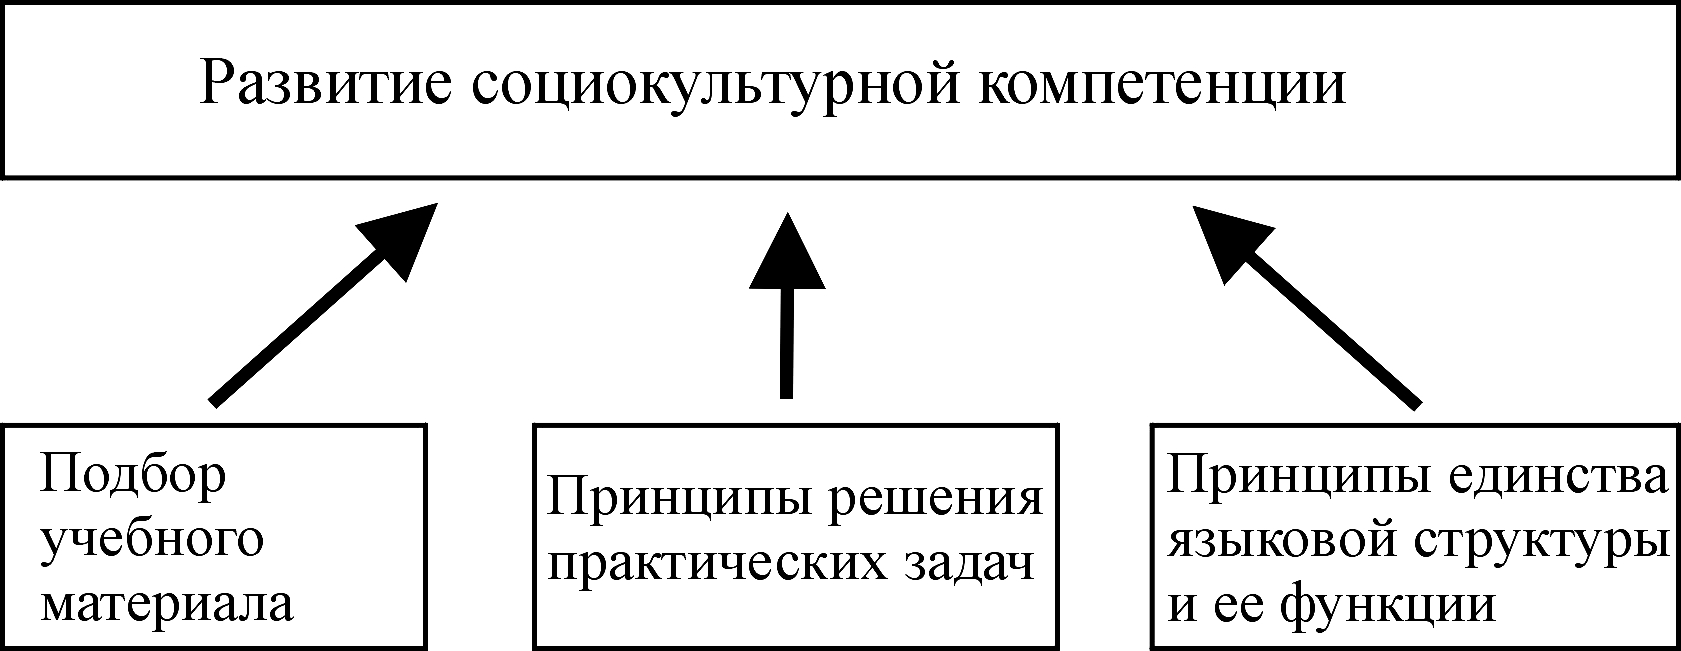 Развитие социокультурной компетенции
Подбор
учебного
материала
Принципы решения
практических задач
Принципы единства
языковой структуры
и ее функции